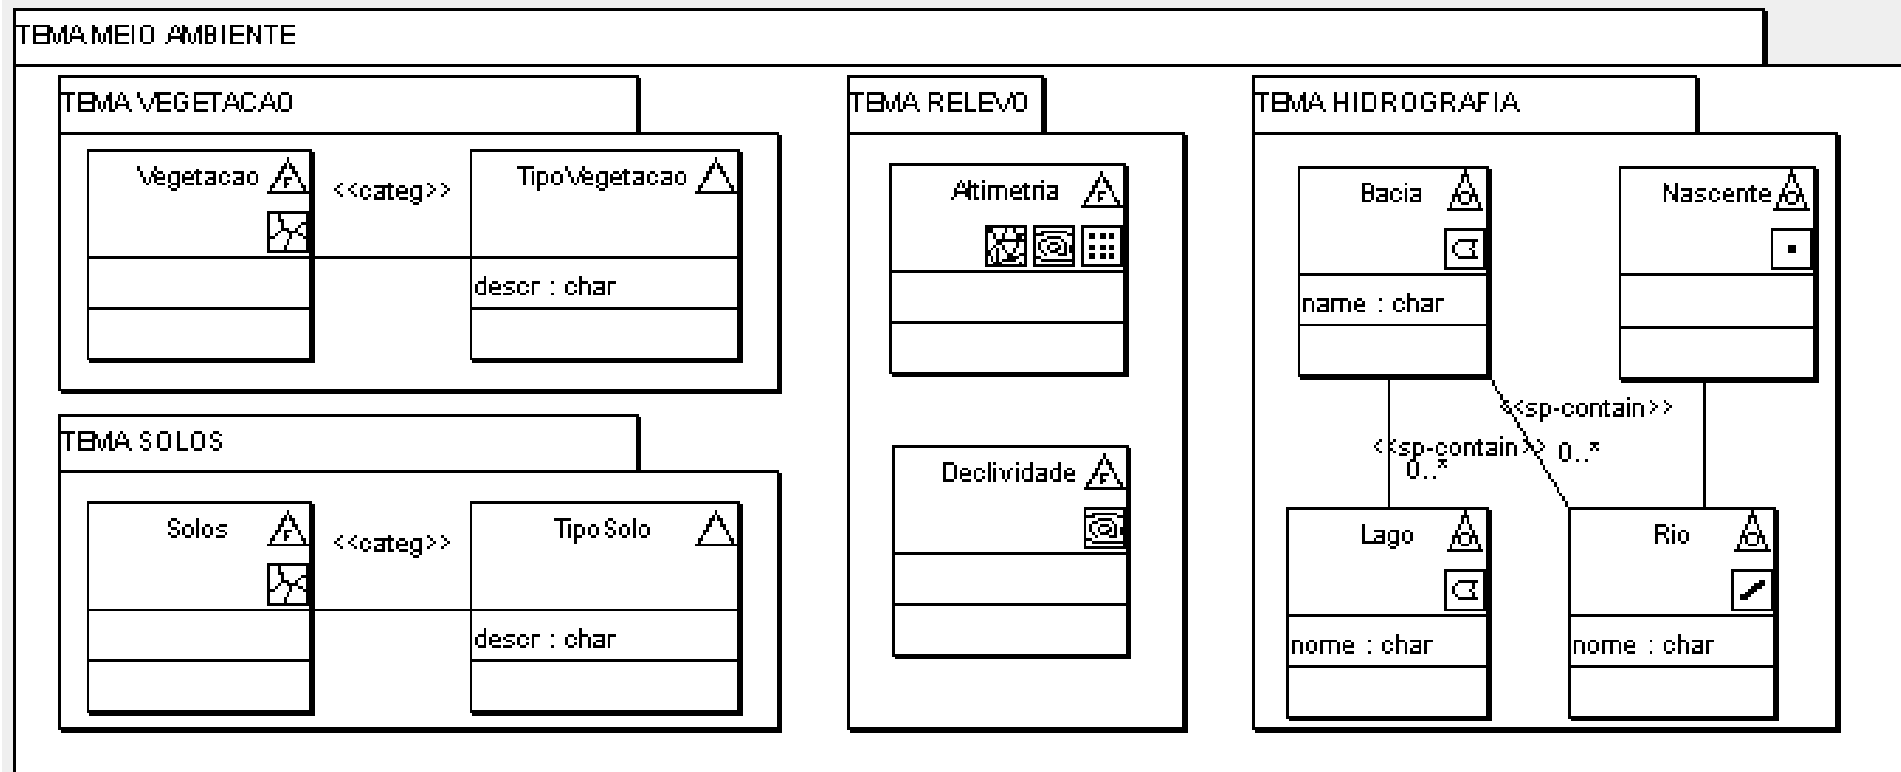 TEMA MEIO AMBIENTE
TEMA VEGETACAO
Vegetacao
F
<<categ>>
TipoVegetacao
descr : char
TEMA SOLOS
Solos
F
<<categ>>
TipoSolo
descr : char
TEMA RELEVO
Altimetria
F
Declividade
F
TEMA HIDROGRAFIA
Bacia
name : char
Nascente
<<sp-contain>>
0..*
<<sp-contain>>
0..*
Lago
nome : char
Rio
nome : char